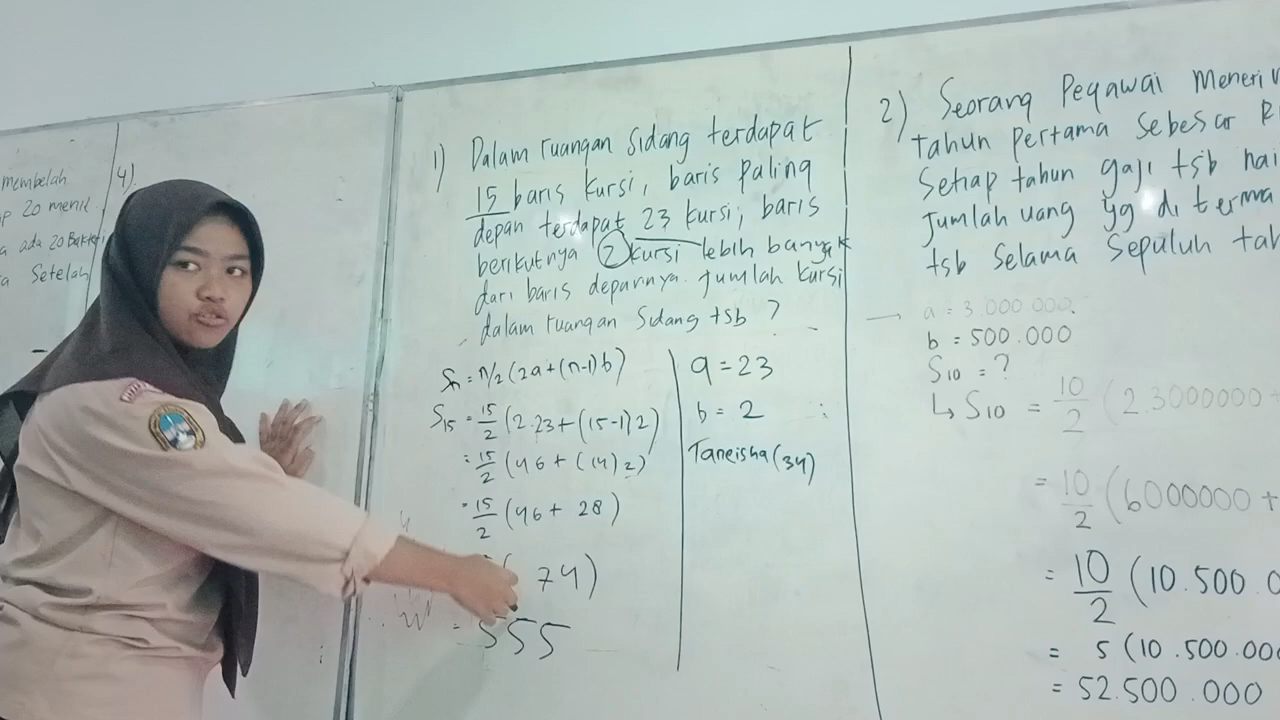 membelah
20 menit
ada 20 Bakteri
Setelah
4)
1) Dalam ruangan Sidang terdapat
15 baris kursi, baris paling
depan terdapat 23 kursi, baris
berikutnya 2 kursi lebih banyak
dari baris depannya. Jumlah kursi
dalam ruangan Sidang tsb ?
Sn = n/2 (2a + (n-1) b)
S15 = 15/2 (2.23 + (15-1) 2)
= 15/2 (46 + (14) 2)
= 15/2 (46 + 28)
74)
= 555
a = 23
b = 2
Taneisha (34)
2) Seorang Pegawai
tahun pertama Sebesar
Setiap tahun gaji tsb
Jumlah uang yg di terima
tsb Selama Sepuluh
a = 3.000.000
b = 500.000
S10 = ?
↳ S10 = 10/2 (2.3000000 +
= 10/2 (6000000 +
= 10/2 (10.500.0
= 5 (10.500.000
= 52.500.000